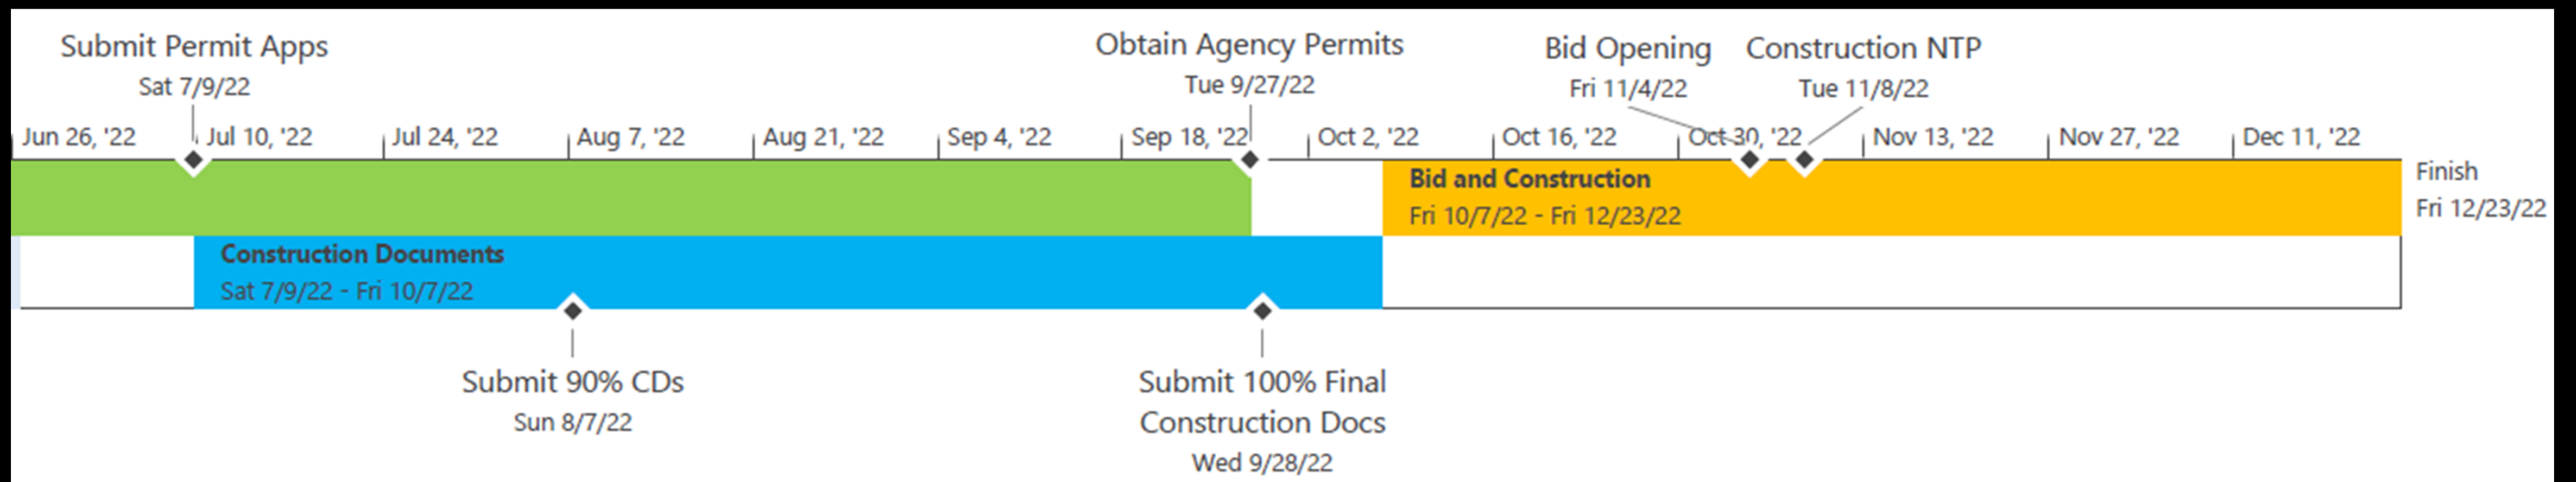 Submit Permit Apps
Sat 7/9/22
Obtain Agency Permits
Tue 9/27/22
Bid Opening
Fri 11/4/22
Construction NTP
Tue 11/8/22
Jun 26, '22
Jul 10, '22
Jul 24, '22
Aug 7, '22
Aug 21, '22
Sep 4, '22
Sep 18, '22
Oct 2, '22
Oct 16, '22
Oct 30, '22
Nov 13, '22
Nov 27, '22
Dec 11, '22
Bid and Construction
Fri 10/7/22 - Fri 12/23/22
Finish
Fri 12/23/22
Construction Documents
Sat 7/9/22 - Fri 10/7/22
Submit 90% CDs
Sun 8/7/22
Submit 100% Final
Construction Docs
Wed 9/28/22